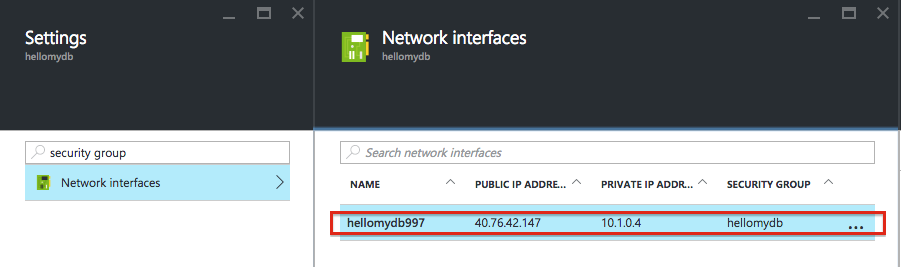 Settings
hellomydb
security group
Network interfaces
Network interfaces
hellomydb
Search network interfaces
NAME PUBLIC IP ADDRE... PRIVATE IP ADDR... SECURITY GROUP
hellomydb997 40.76.42.147 10.1.0.4 hellomydb ...